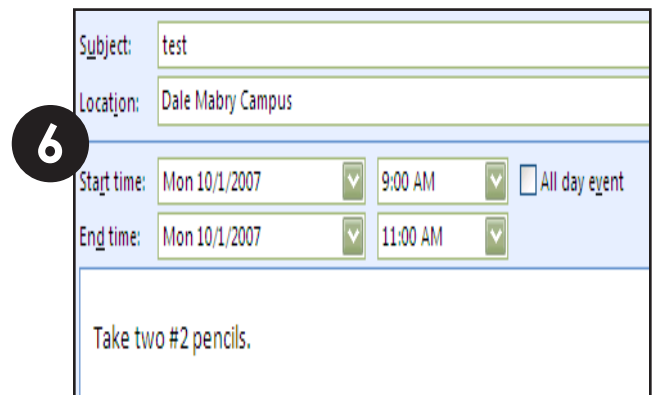 Subject: test
Location: Dale Mabry Campus
6
Start time: Mon 10/1/2007 9:00 AM All day event
End time: Mon 10/1/2007 11:00 AM
Take two #2 pencils.